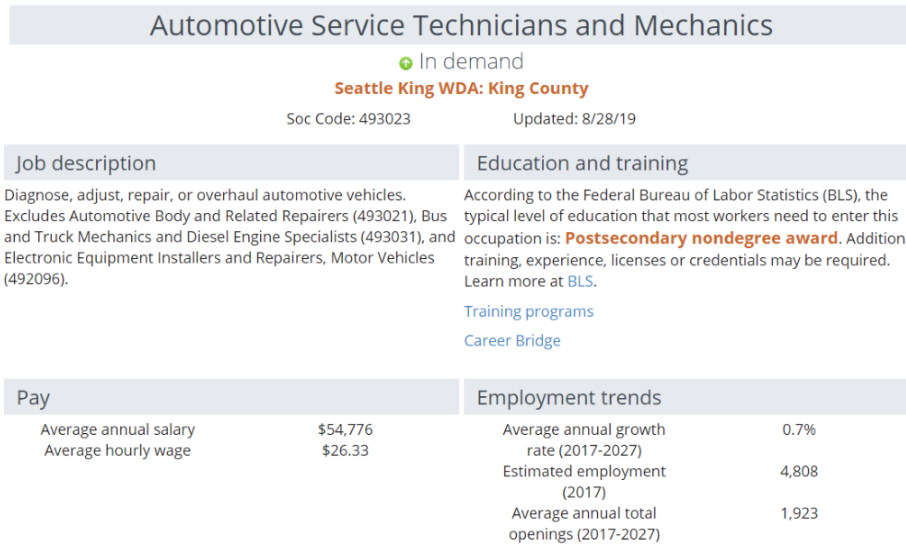 Automotive Service Technicians and Mechanics
In demand
Seattle King WDA: King County
Soc Code: 493023 Updated: 8/28/19
Job description
Diagnose, adjust, repair, or overhaul automotive vehicles.
Excludes Automotive Body and Related Repairers (493021), Bus
and Truck Mechanics and Diesel Engine Specialists (493031), and
Electronic Equipment Installers and Repairers, Motor Vehicles
(492096).
Education and training
According to the Federal Bureau of Labor Statistics (BLS), the
typical level of education that most workers need to enter this
occupation is: Postsecondary nondegree award. Addition
training, experience, licenses or credentials may be required.
Learn more at BLS.
Training programs
Career Bridge
Pay
Average annual salary $54,776
Average hourly wage $26.33
Employment trends
Average annual growth 0.7%
rate (2017-2027)
Estimated employment 4,808
(2017)
Average annual total 1,923
openings (2017-2027)